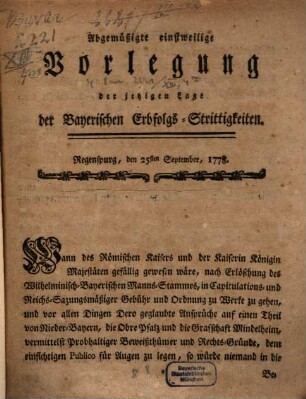 Abgemüßigte einstweilige
Vorlegung
der jetzigen Lage
der Bayerischen Erbfolgs-Strittigkeiten.
Regenspurg, den 25sten September, 1778.
Wann des Römischen Kaisers und der Kaiserin Königin
Majestäten gefällig gewesen wäre, nach Erlöschung des
Wilhelminisch-Bayerischen Manns-Stammes, in Capitulations- und
Reichs-Sazungsmäßiger Gebühr und Ordnung zu Werke zu gehen,
und vor allen Dingen Dero geglaubte Ansprüche auf einen Theil
von Nieder-Bayern, die Obre Pfalz und die Grafschaft Mindelheim,
vermittelst Probhaltiger Beweißthümer und Rechts-Gründe, dem
einsichtigen Publico für Augen zu legen, so würde niemand in die
Be-
Bayerische
Staatsbibliothek
München